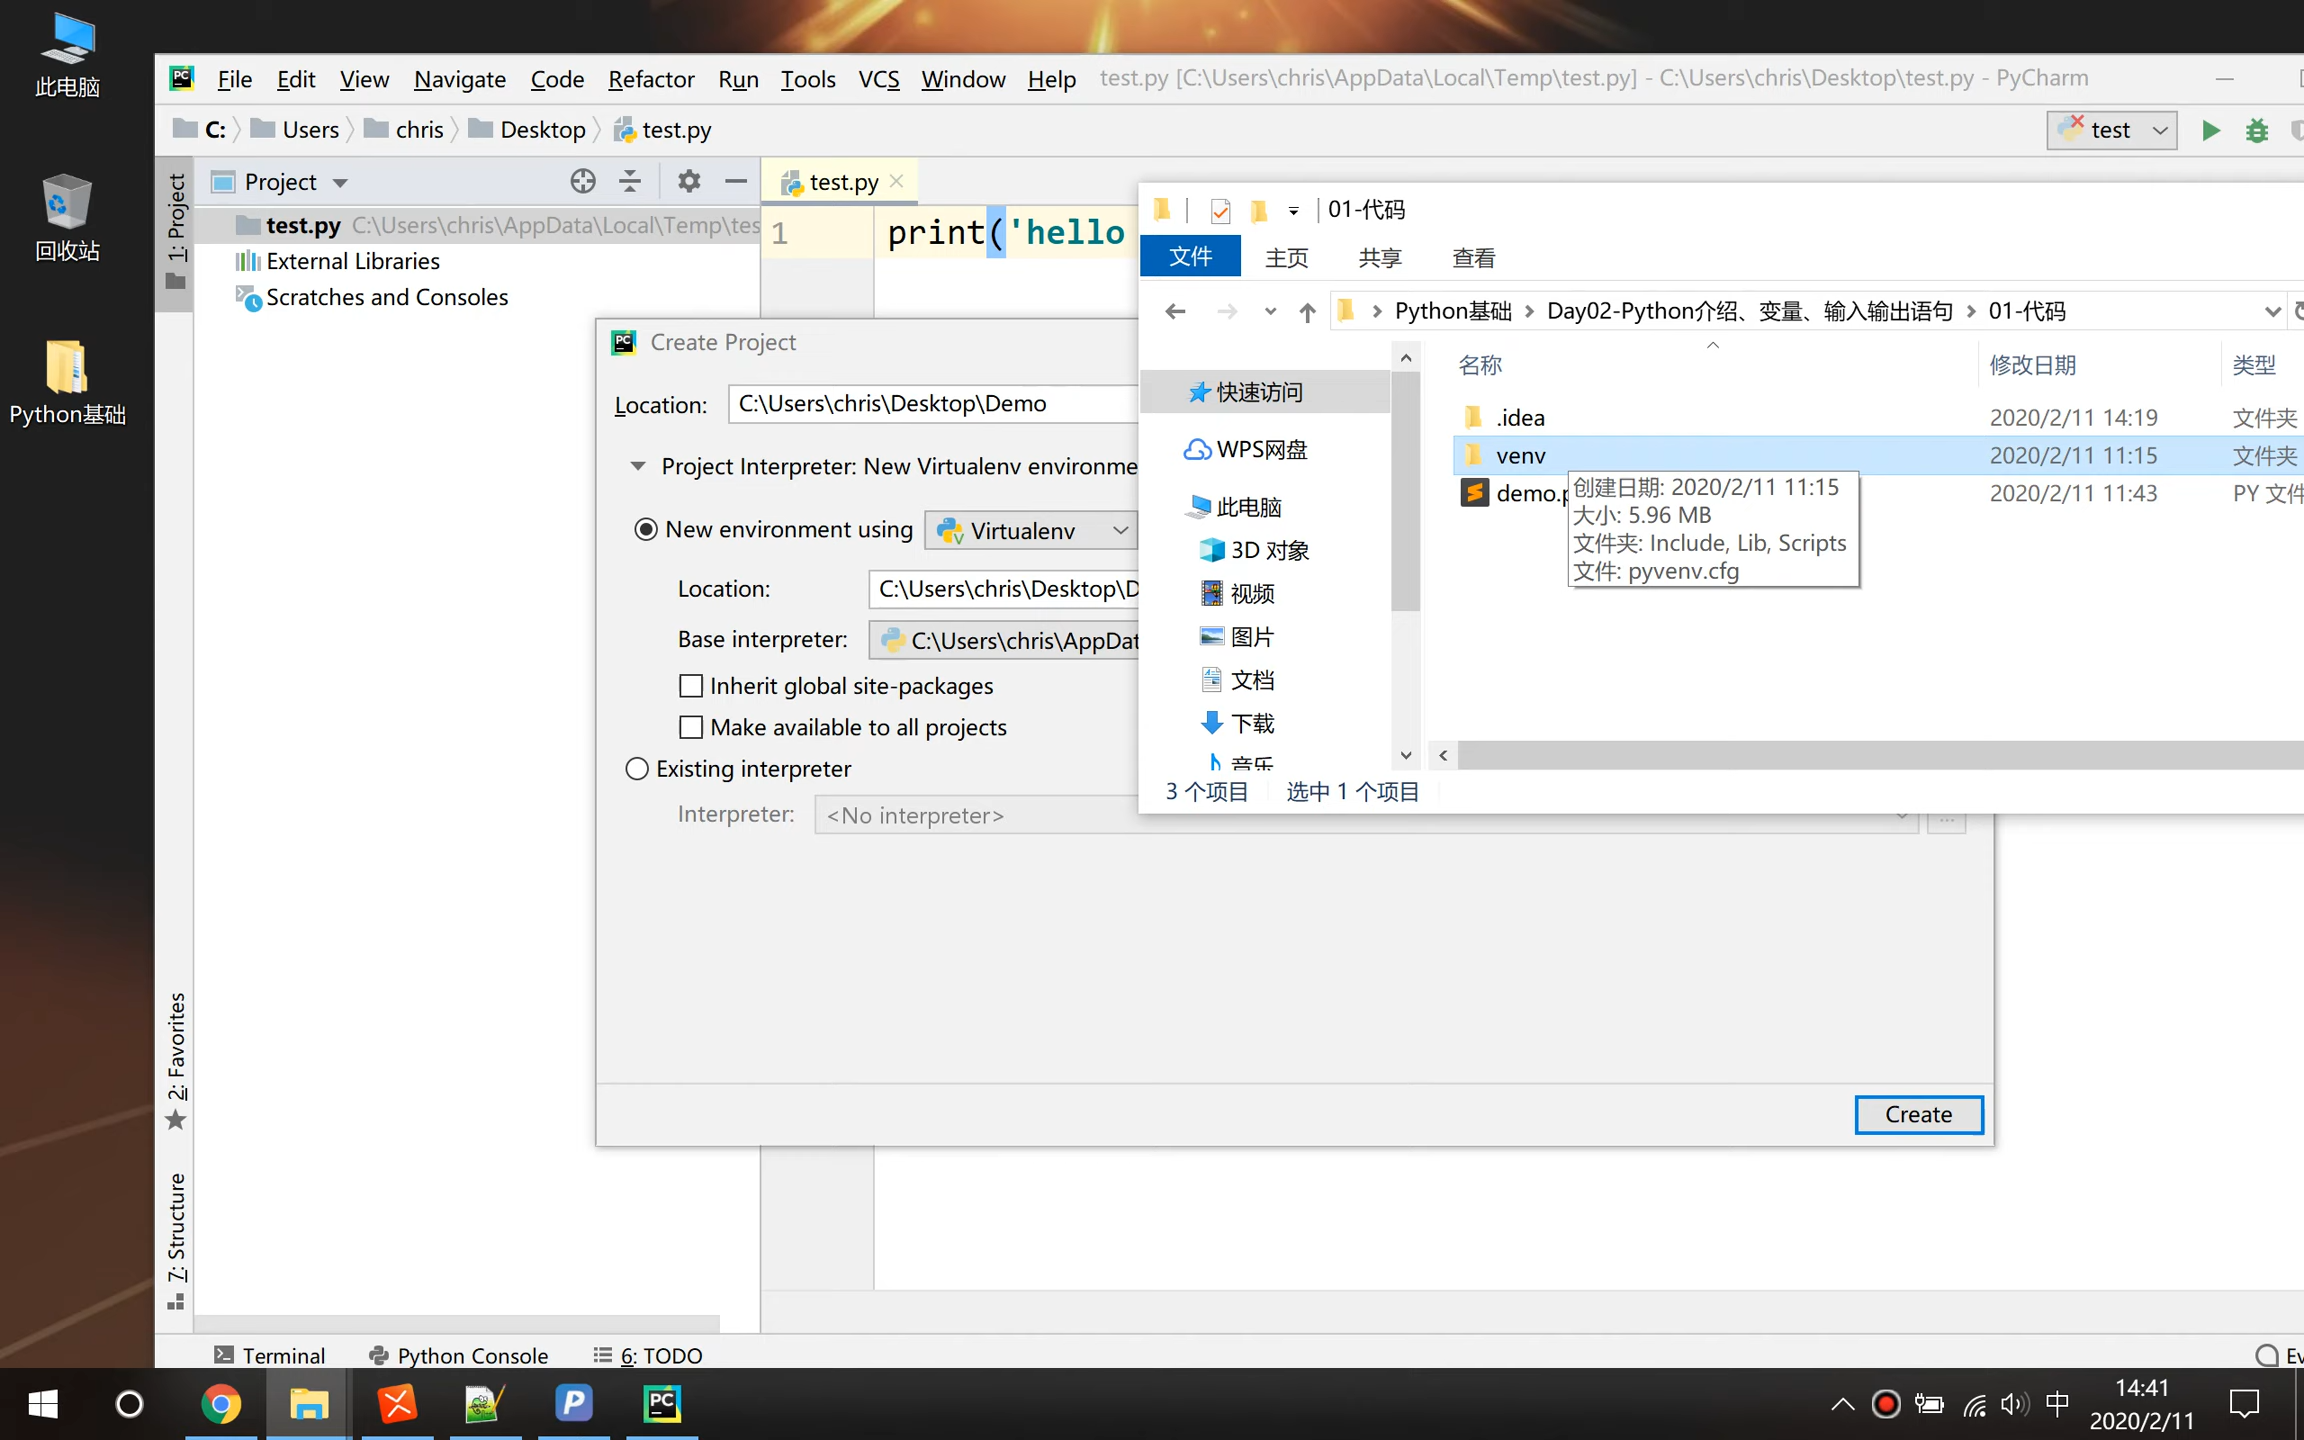 此电脑
回收站
Python基础
File Edit View Navigate Code Refactor Run Tools VCS Window Help test.py [C:\Users\chris\AppData\Local\Temp\test.py] - C:\Users\chris\Desktop\test.py - PyCharm
C: Users chris Desktop test.py
test
1: Project
Project
test.py C:\Users\chris\AppData\Local\Temp\tes
External Libraries
Scratches and Consoles
test.py
1 print('hello
Create Project
Location: C:\Users\chris\Desktop\Demo
Project Interpreter: New Virtualenv environme
New environment using Virtualenv
Location: C:\Users\chris\Desktop\D
Base interpreter: C:\Users\chris\AppDat
Inherit global site-packages
Make available to all projects
Existing interpreter
Interpreter: <No interpreter>
...
Create
01-代码
文件 主页 共享 查看
Python基础 Day02-Python介绍、变量、输入输出语句 01-代码
名称 修改日期 类型
快速访问
WPS网盘
此电脑
3D 对象
视频
图片
文档
下载
音乐
.idea 2020/2/11 14:19 文件夹
venv 2020/2/11 11:15 文件夹
demo.p 2020/2/11 11:43 PY 文件
创建日期: 2020/2/11 11:15
大小: 5.96 MB
文件夹: Include, Lib, Scripts
文件: pyvenv.cfg
3 个项目 选中 1 个项目
2: Favorites
7: Structure
Terminal Python Console 6: TODO
Ev
中
14:41
2020/2/11